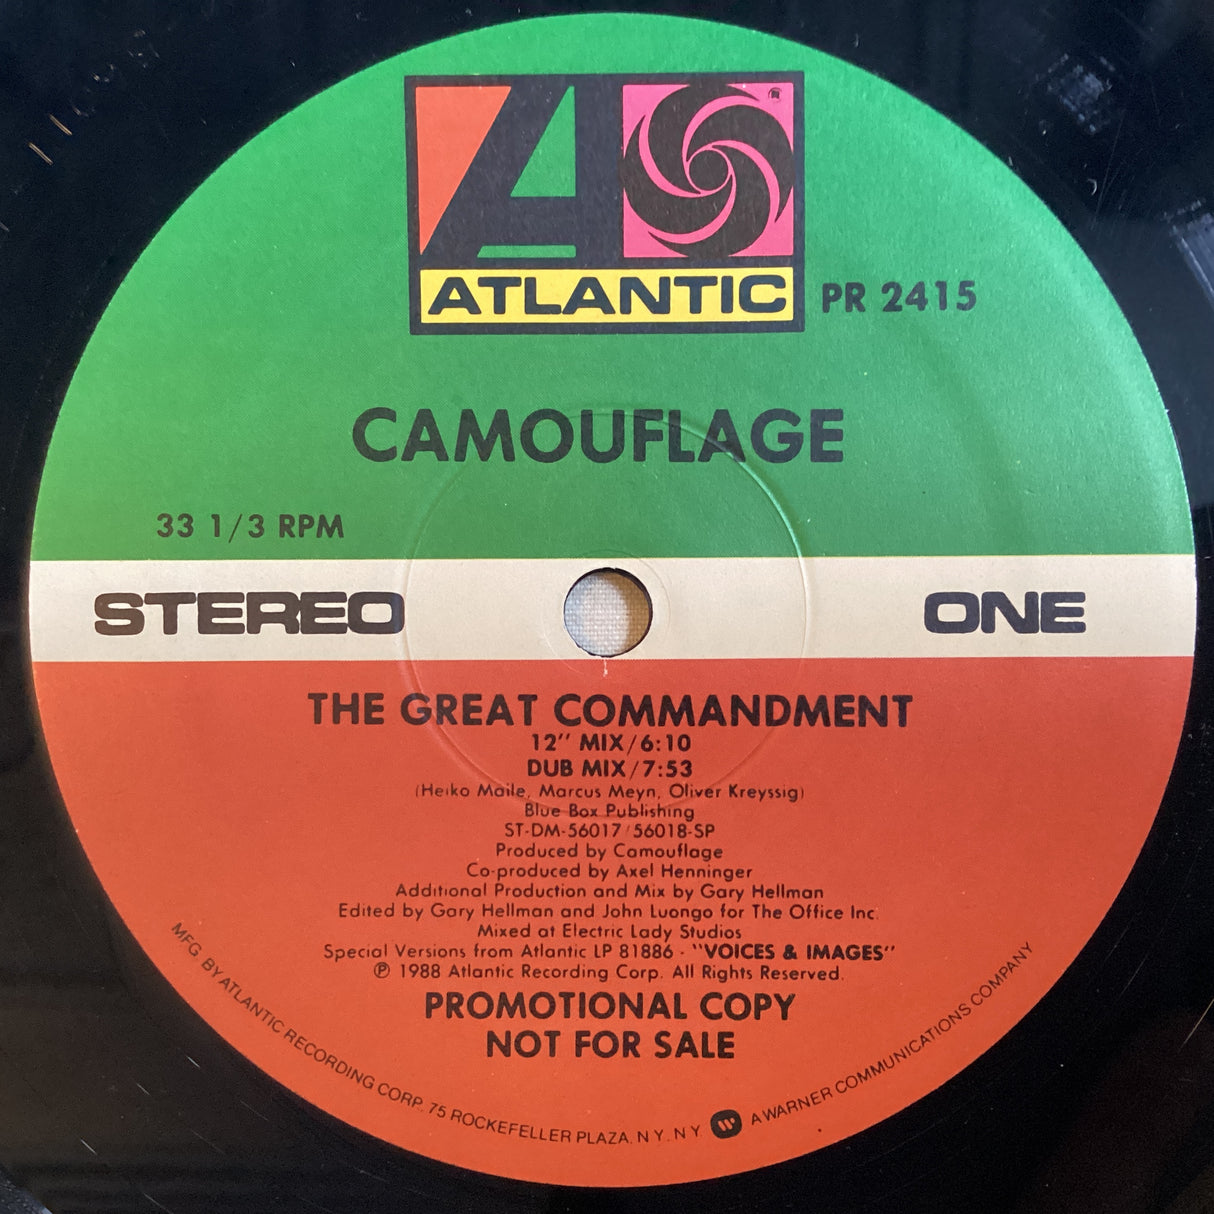 ATLANTIC
PR 2415
CAMOUFLAGE
33 1/3 RPM
STEREO
ONE
THE GREAT COMMANDMENT
12" MIX/6:10
DUB MIX/7:53
(Heiko Maile, Marcus Meyn, Oliver Kreyssig)
Blue Box Publishing
ST-DM-56017/56018-SP
Produced by Camouflage
Co-produced by Axel Henninger
Additional Production and Mix by Gary Hellman
Edited by Gary Hellman and John Luongo for The Office Inc.
Mixed at Electric Lady Studios
Special Versions from Atlantic LP 81886 - "VOICES & IMAGES"
℗ 1988 Atlantic Recording Corp. All Rights Reserved.
PROMOTIONAL COPY
NOT FOR SALE
MFG. BY ATLANTIC RECORDING CORP., 75 ROCKEFELLER PLAZA, N.Y., N.Y. A WARNER COMMUNICATIONS COMPANY